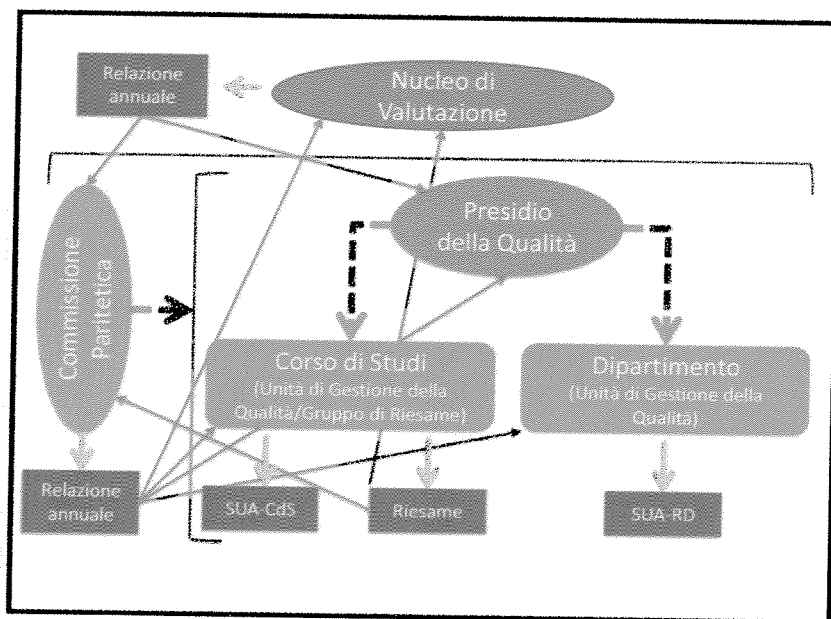 Relazione
annuale
Nucleo di
Valutazione
Presidio
della Qualità
Commissione
Paritetica
Corso di Studi
(Unità di Gestione della
Qualità/Gruppo di Riesame)
Dipartimento
(Unità di Gestione della
Qualità)
Relazione
annuale
SUA-CdS
Riesame
SUA-RD